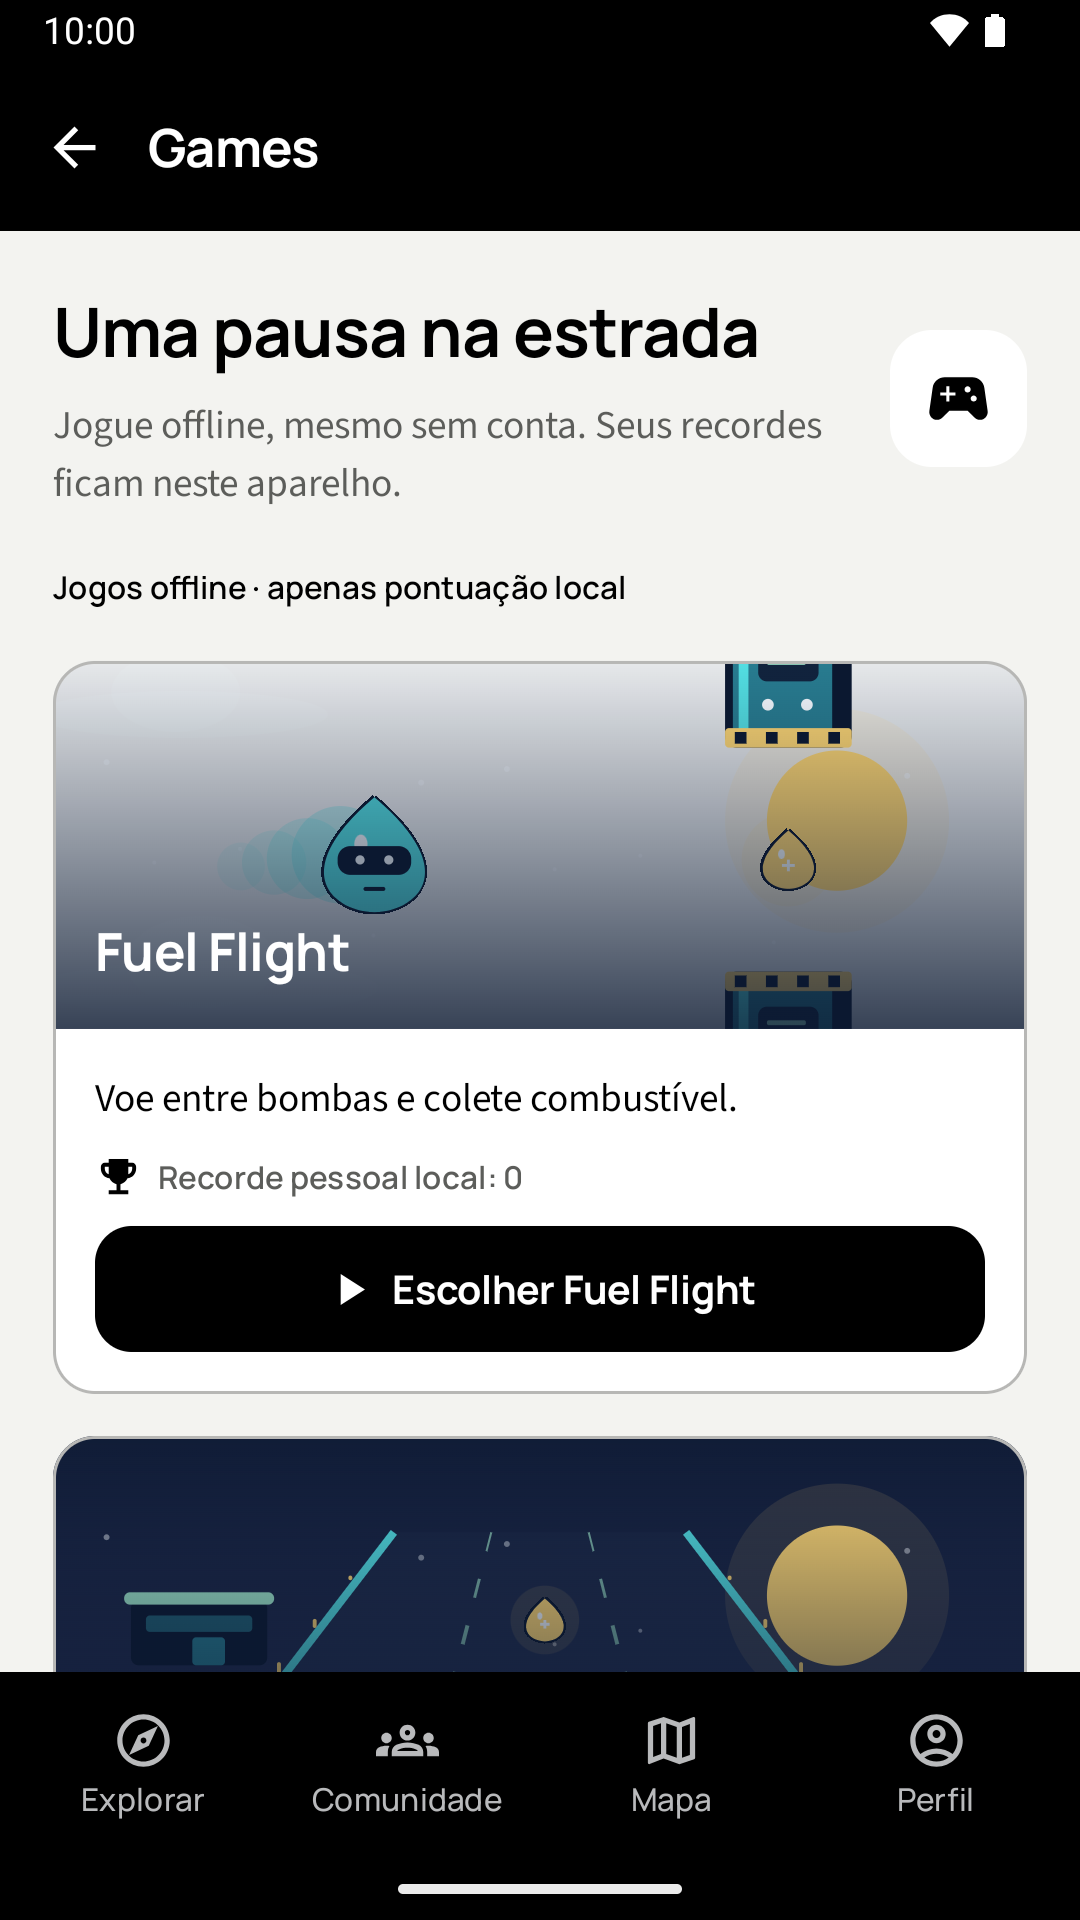 10:00
Games
Uma pausa na estrada
Jogue offline, mesmo sem conta. Seus recordes
ficam neste aparelho.
Jogos offline · apenas pontuação local
Fuel Flight
Voe entre bombas e colete combustível.
Recorde pessoal local: 0
Escolher Fuel Flight
Explorar
Comunidade
Mapa
Perfil